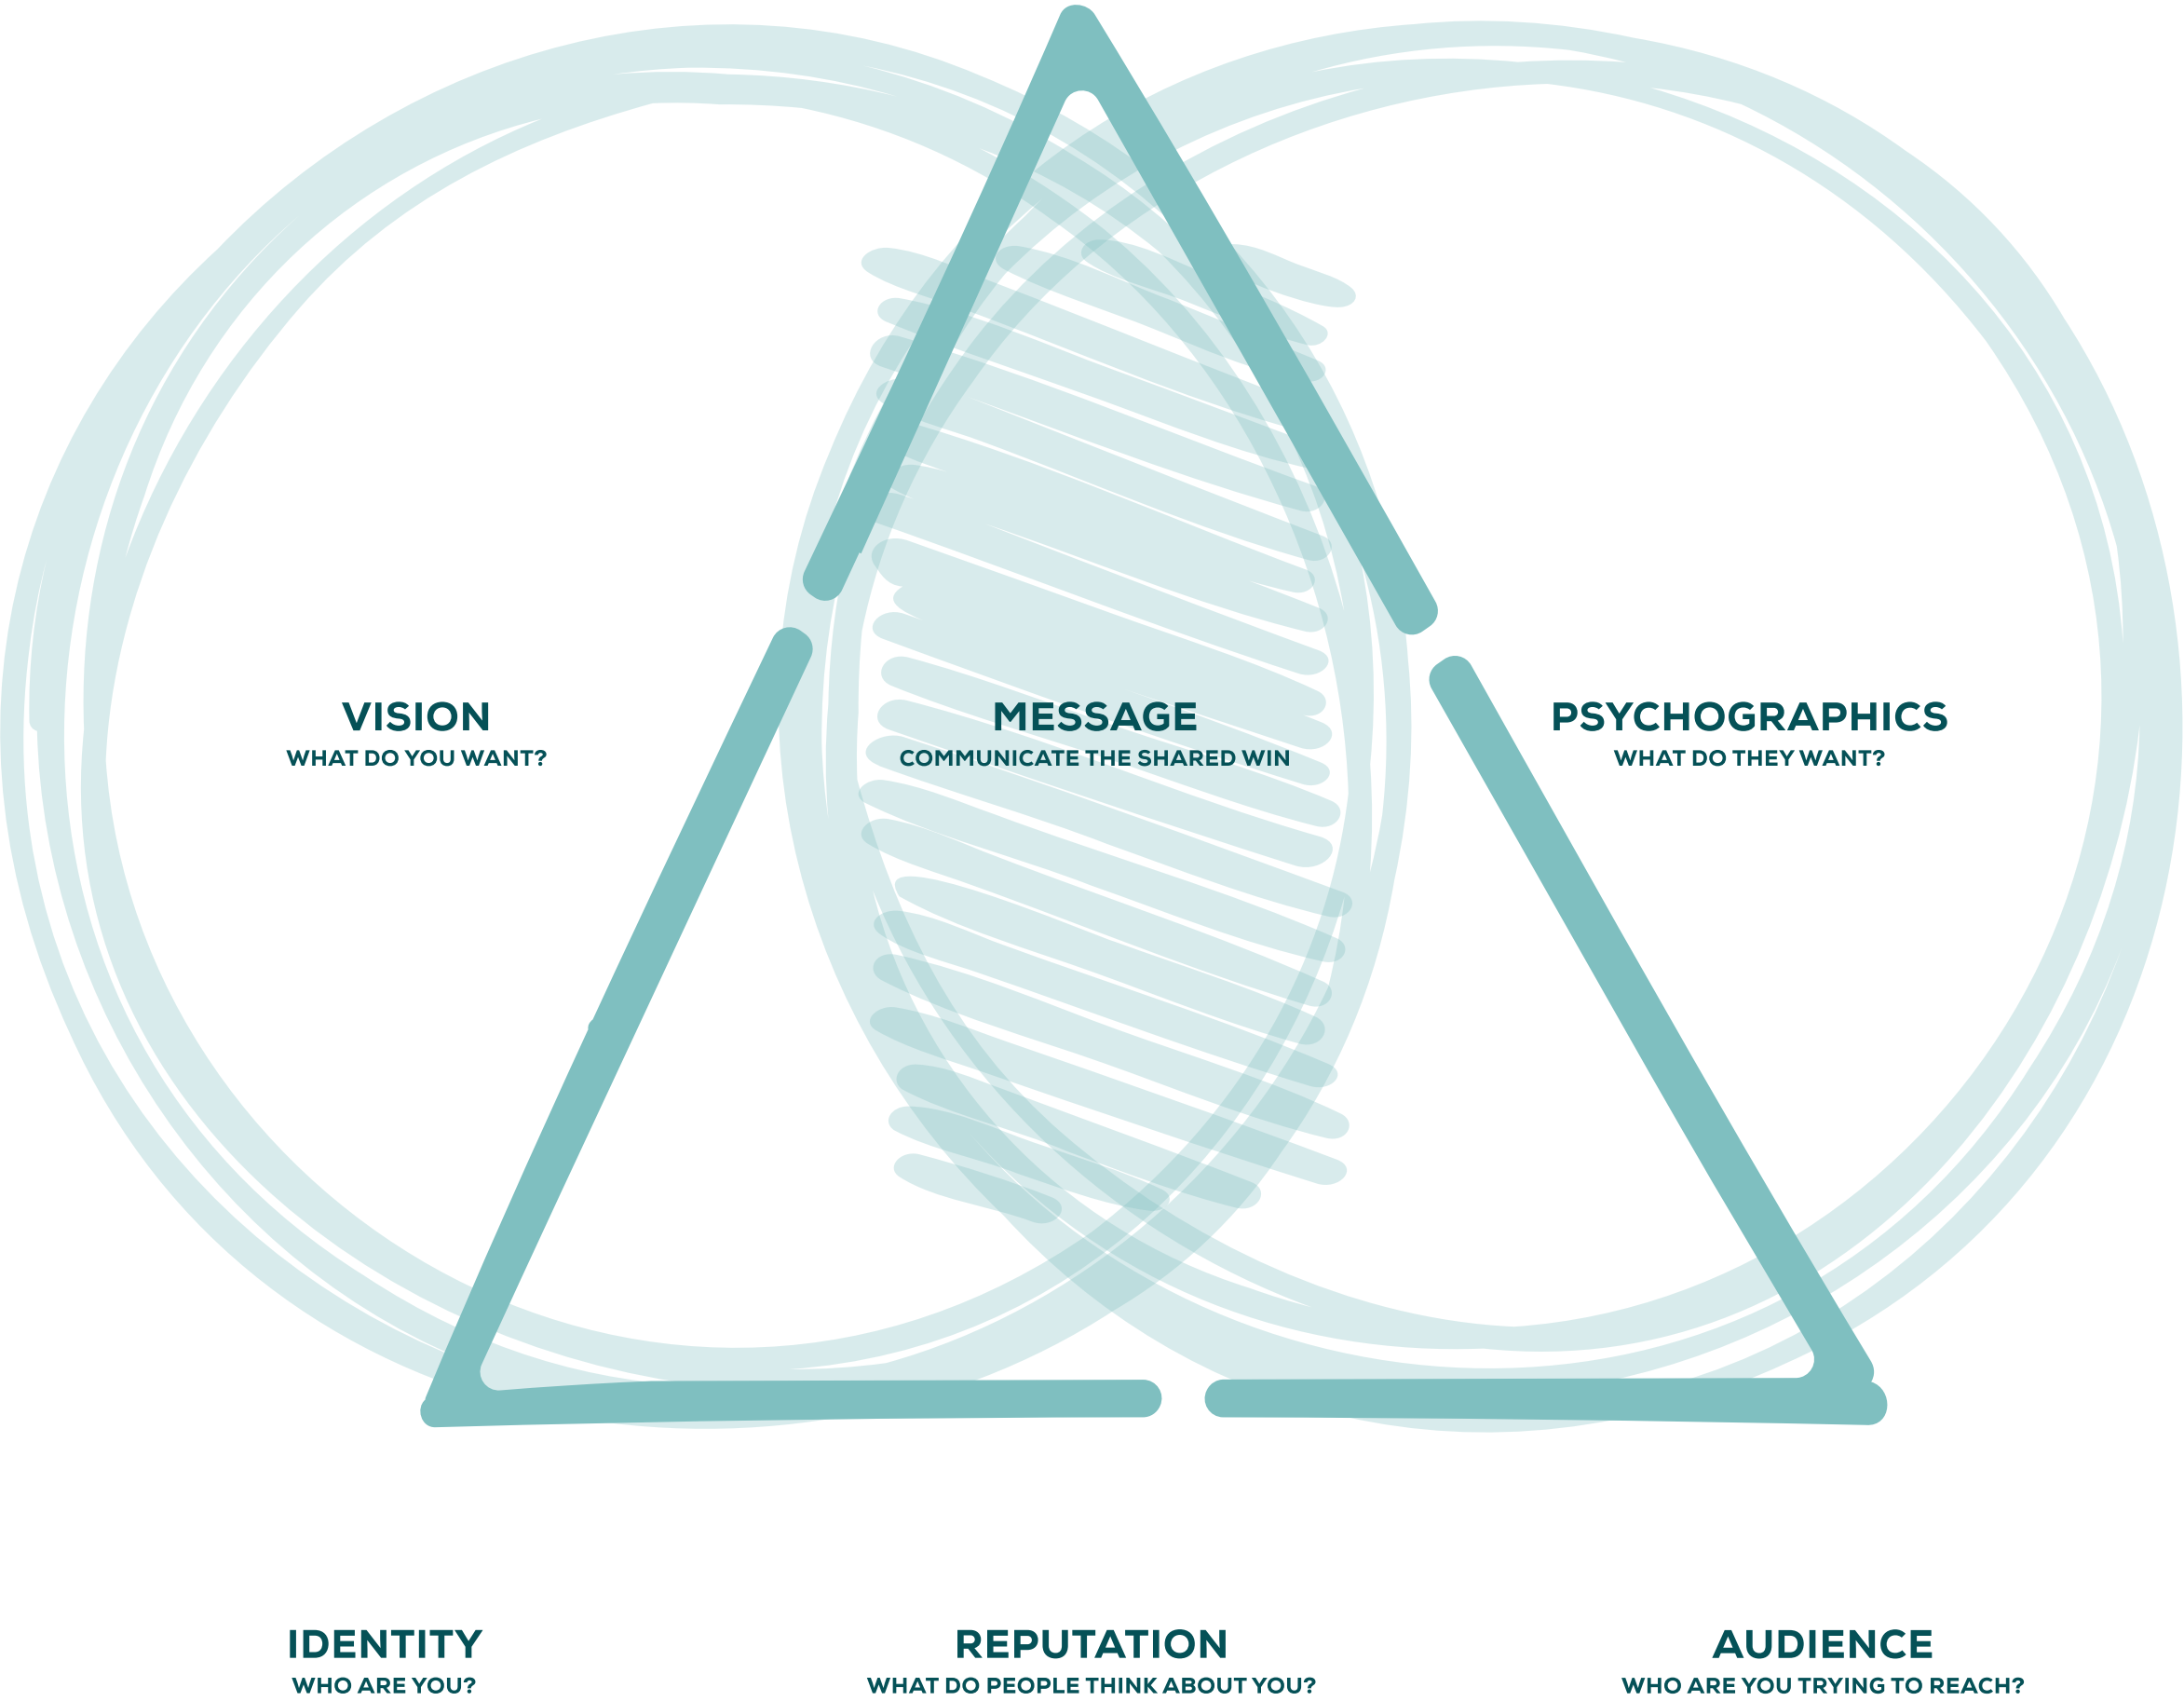 VISION
WHAT DO YOU WANT?
MESSAGE
COMMUNICATE THE SHARED WIN
PSYCHOGRAPHICS
WHAT DO THEY WANT?
IDENTITY
WHO ARE YOU?
REPUTATION
WHAT DO PEOPLE THINK ABOUT YOU?
AUDIENCE
WHO ARE YOU TRYING TO REACH?